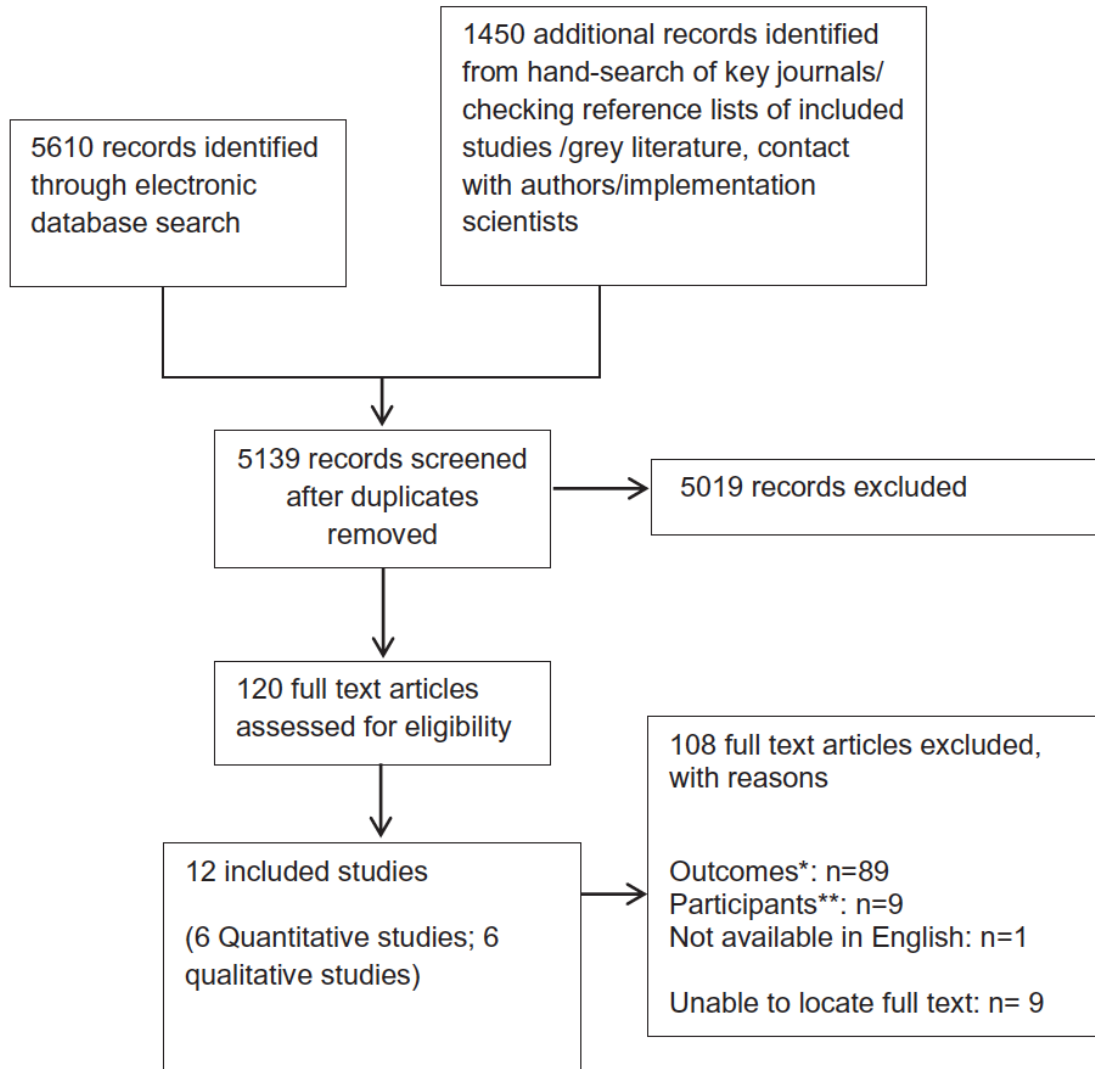 5610 records identified
through electronic
database search
1450 additional records identified
from hand-search of key journals/
checking reference lists of included
studies /grey literature, contact
with authors/implementation
scientists
5139 records screened
after duplicates
removed
5019 records excluded
120 full text articles
assessed for eligibility
108 full text articles excluded,
with reasons
Outcomes*: n=89
Participants**: n=9
Not available in English: n=1
Unable to locate full text: n= 9
12 included studies
(6 Quantitative studies; 6
qualitative studies)